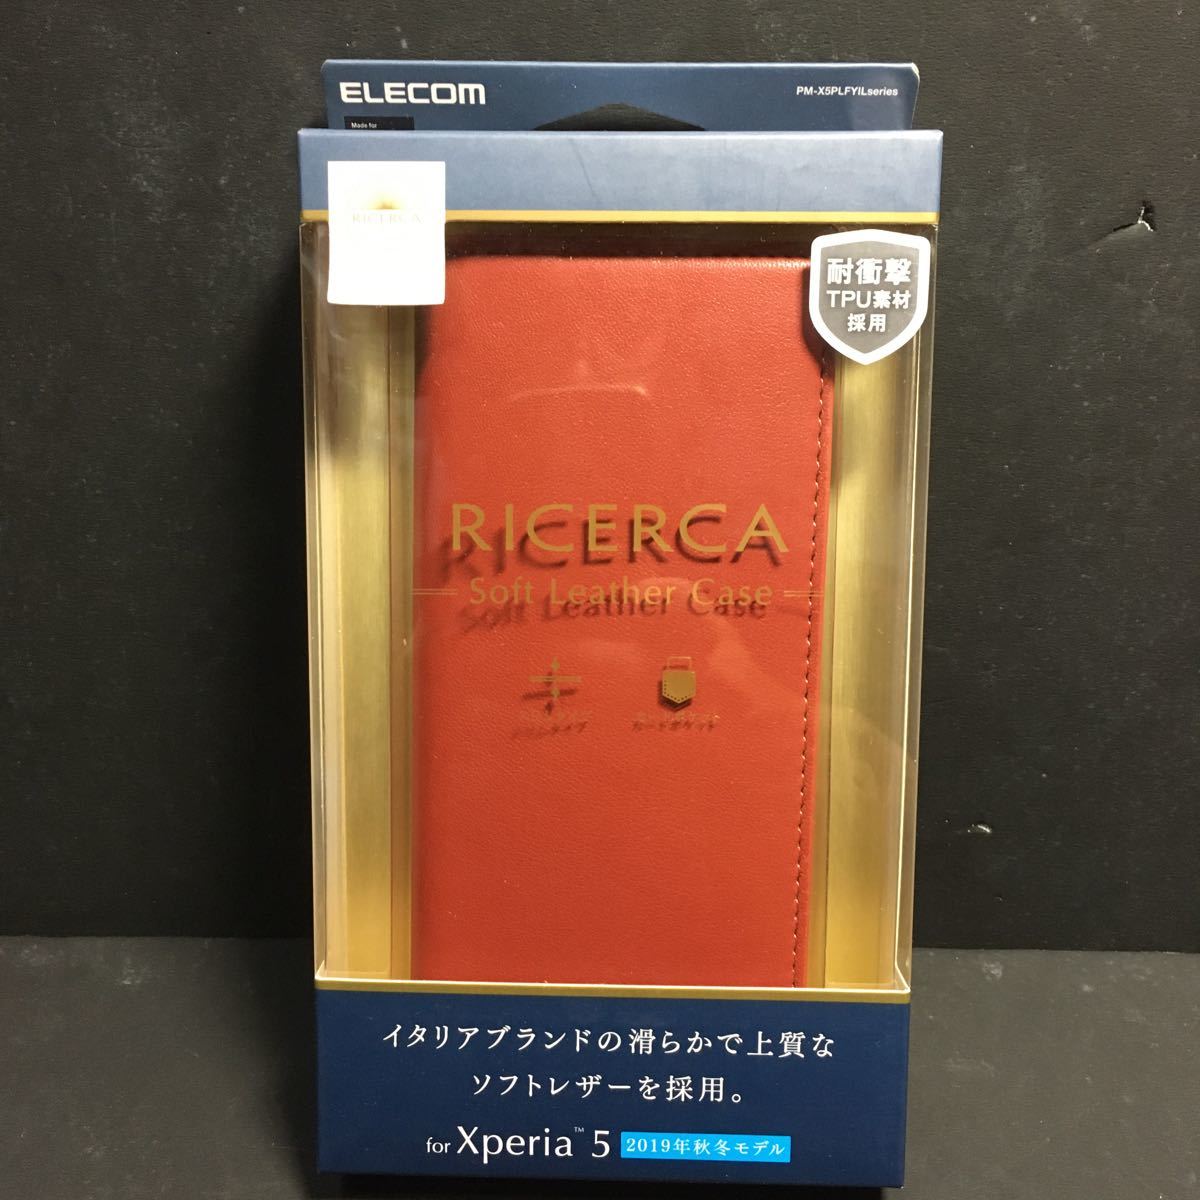 ELECOM
PM-X5PLFYILseries
Made for
RICERCA
耐衝撃
TPU素材
採用
RICERCA
Soft Leather Case
カードポケット
イタリアブランドの滑らかで上質な
ソフトレザーを採用。
for Xperia™ 5 2019年秋冬モデル